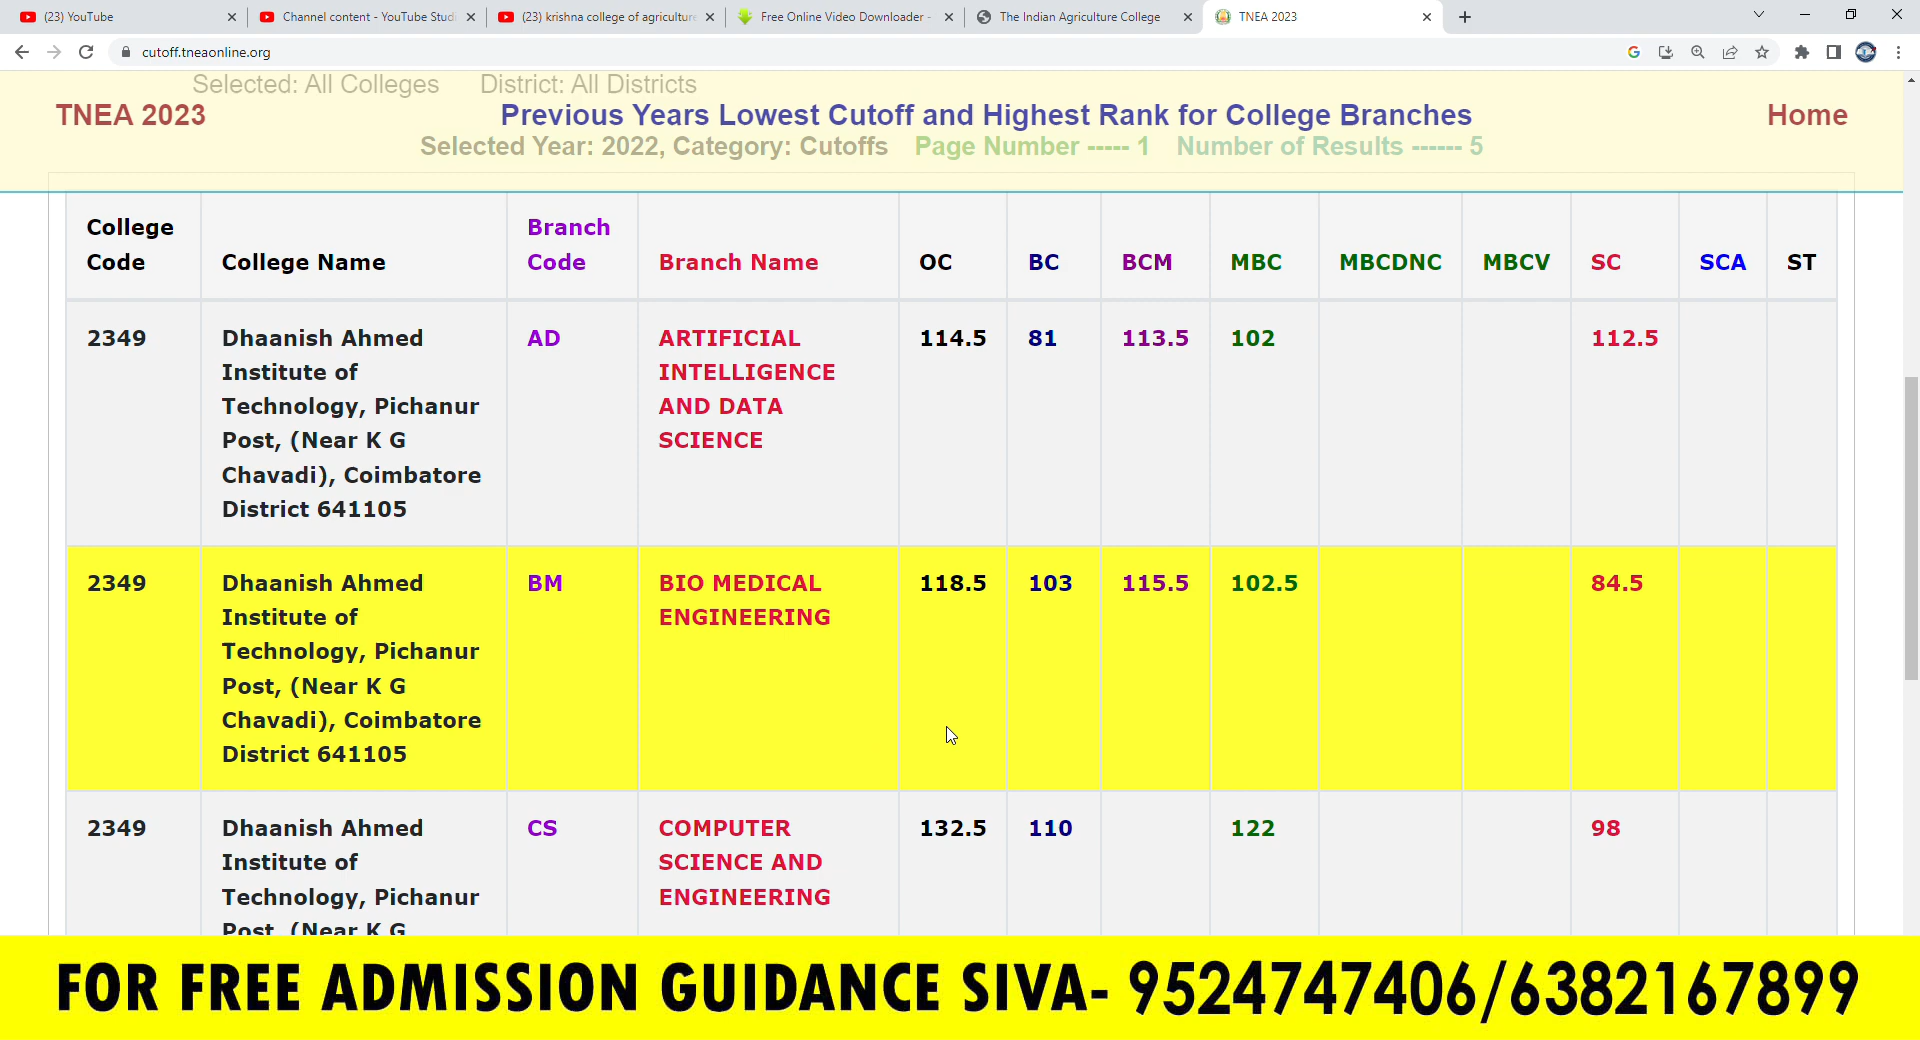 (23) YouTube
Channel content - YouTube Studi
(23) krishna college of agriculture
Free Online Video Downloader -
The Indian Agriculture College
TNEA 2023
cutoff.tneaonline.org
Selected: All Colleges District: All Districts
TNEA 2023 Previous Years Lowest Cutoff and Highest Rank for College Branches Home
Selected Year: 2022, Category: Cutoffs Page Number ----- 1 Number of Results ------ 5
College Branch
Code College Name Code Branch Name OC BC BCM MBC MBCDNC MBCV SC SCA ST
2349 Dhaanish Ahmed AD ARTIFICIAL 114.5 81 113.5 102 112.5
Institute of INTELLIGENCE
Technology, Pichanur AND DATA
Post, (Near K G SCIENCE
Chavadi), Coimbatore
District 641105
2349 Dhaanish Ahmed BM BIO MEDICAL 118.5 103 115.5 102.5 84.5
Institute of ENGINEERING
Technology, Pichanur
Post, (Near K G
Chavadi), Coimbatore
District 641105
2349 Dhaanish Ahmed CS COMPUTER 132.5 110 122 98
Institute of SCIENCE AND
Technology, Pichanur ENGINEERING
Post, (Near K G
FOR FREE ADMISSION GUIDANCE SIVA- 9524747406/6382167899